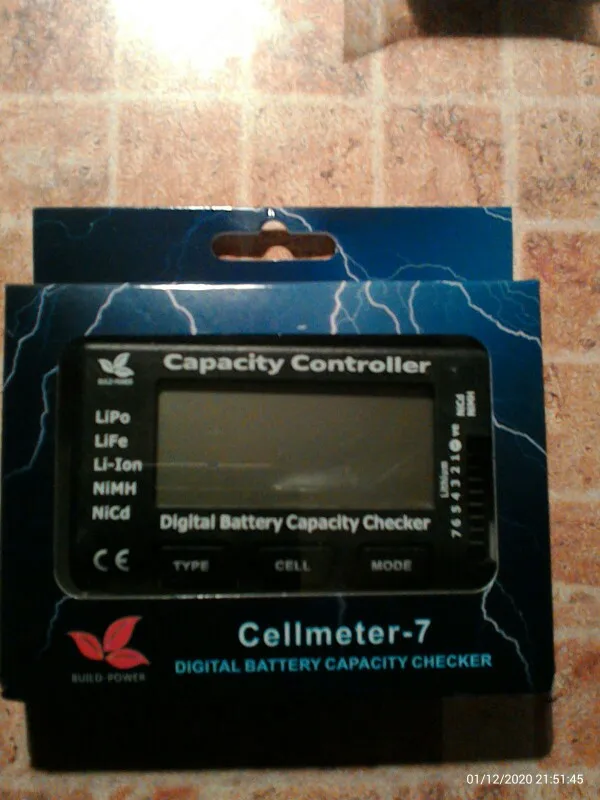 Capacity Controller
LiPo
LiFe
Li-Ion
NiMH
NiCd
Digital Battery Capacity Checker
TYPE
CELL
MODE
CE
Lithium
7 6 5 4 3 2 1 -ve
NiCd
NiMH
Cellmeter-7
DIGITAL BATTERY CAPACITY CHECKER
BUILD-POWER
01/12/2020 21:51:45